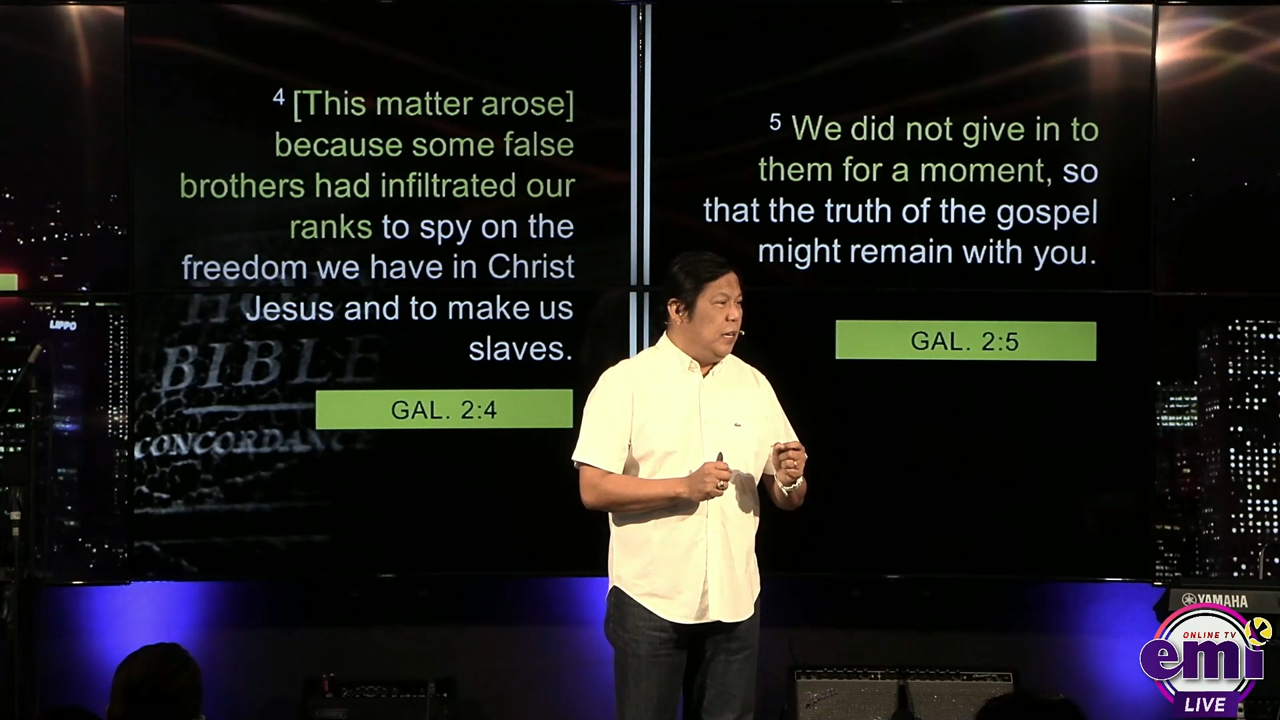 4 [This matter arose]
because some false
brothers had infiltrated our
ranks to spy on the
freedom we have in Christ
Jesus and to make us
slaves.
GAL. 2:4
5 We did not give in to
them for a moment, so
that the truth of the gospel
might remain with you.
GAL. 2:5
LIPPO
BIBLE
CONCORDANCE
YAMAHA
ONLINE TV
emi
LIVE